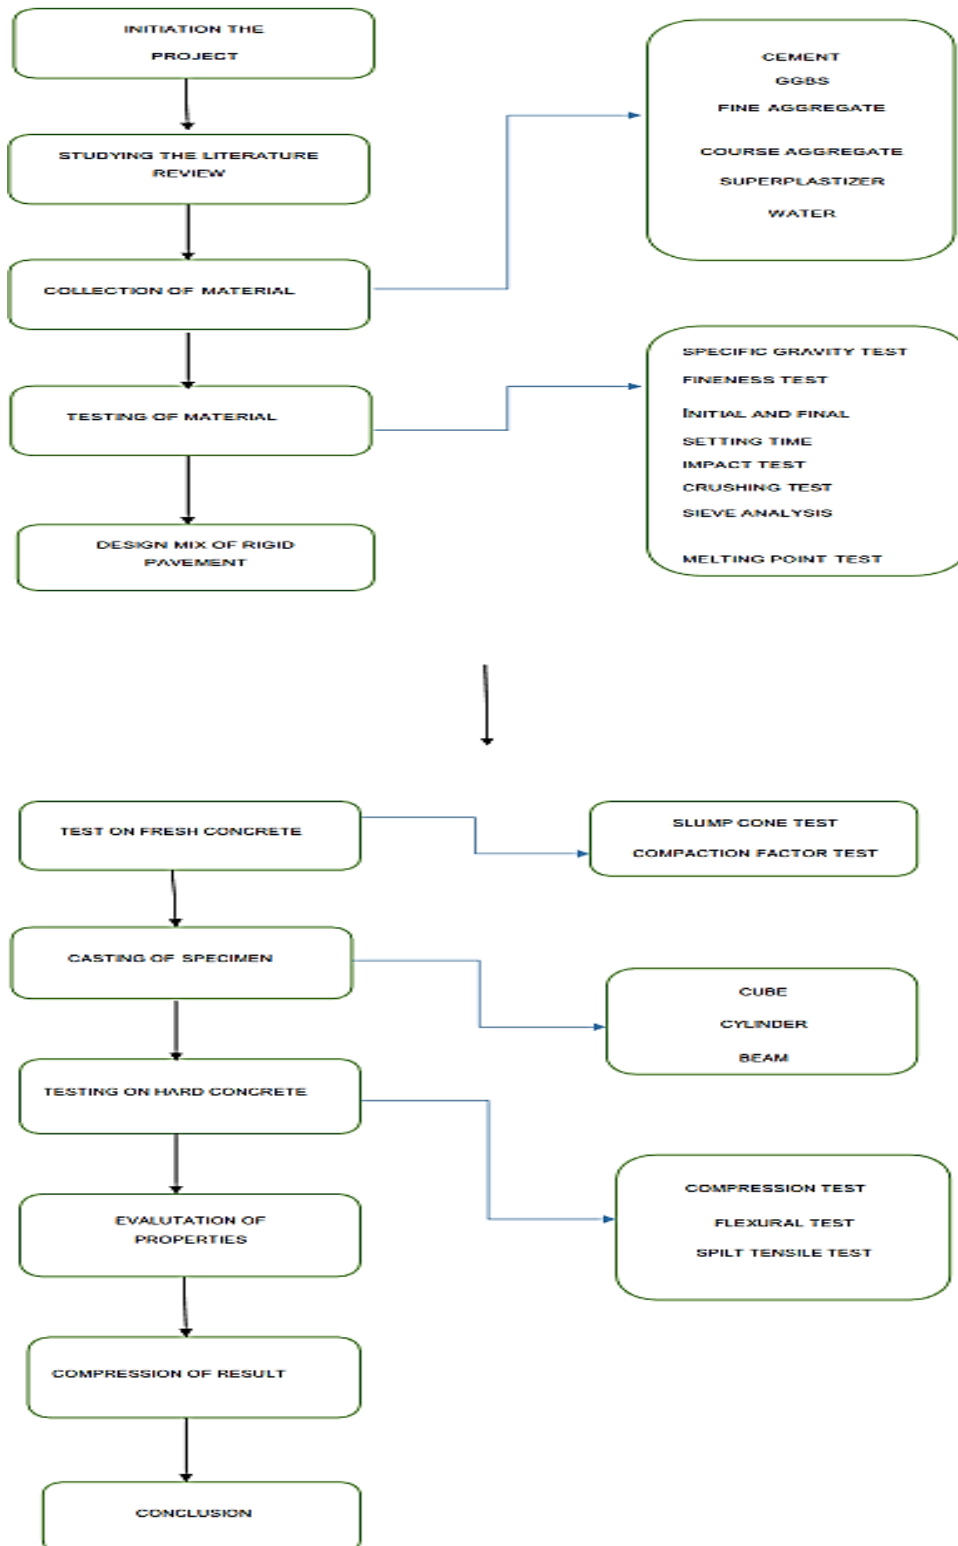 INITIATION THE
PROJECT
STUDYING THE LITERATURE
REVIEW
COLLECTION OF MATERIAL
TESTING OF MATERIAL
DESIGN MIX OF RIGID
PAVEMENT
CEMENT
GGBS
FINE AGGREGATE
COURSE AGGREGATE
SUPERPLASTIZER
WATER
SPECIFIC GRAVITY TEST
FINENESS TEST
INITIAL AND FINAL
SETTING TIME
IMPACT TEST
CRUSHING TEST
SIEVE ANALYSIS
MELTING POINT TEST
TEST ON FRESH CONCRETE
SLUMP CONE TEST
COMPACTION FACTOR TEST
CASTING OF SPECIMEN
CUBE
CYLINDER
BEAM
TESTING ON HARD CONCRETE
COMPRESSION TEST
FLEXURAL TEST
SPILT TENSILE TEST
EVALUTATION OF
PROPERTIES
COMPRESSION OF RESULT
CONCLUSION